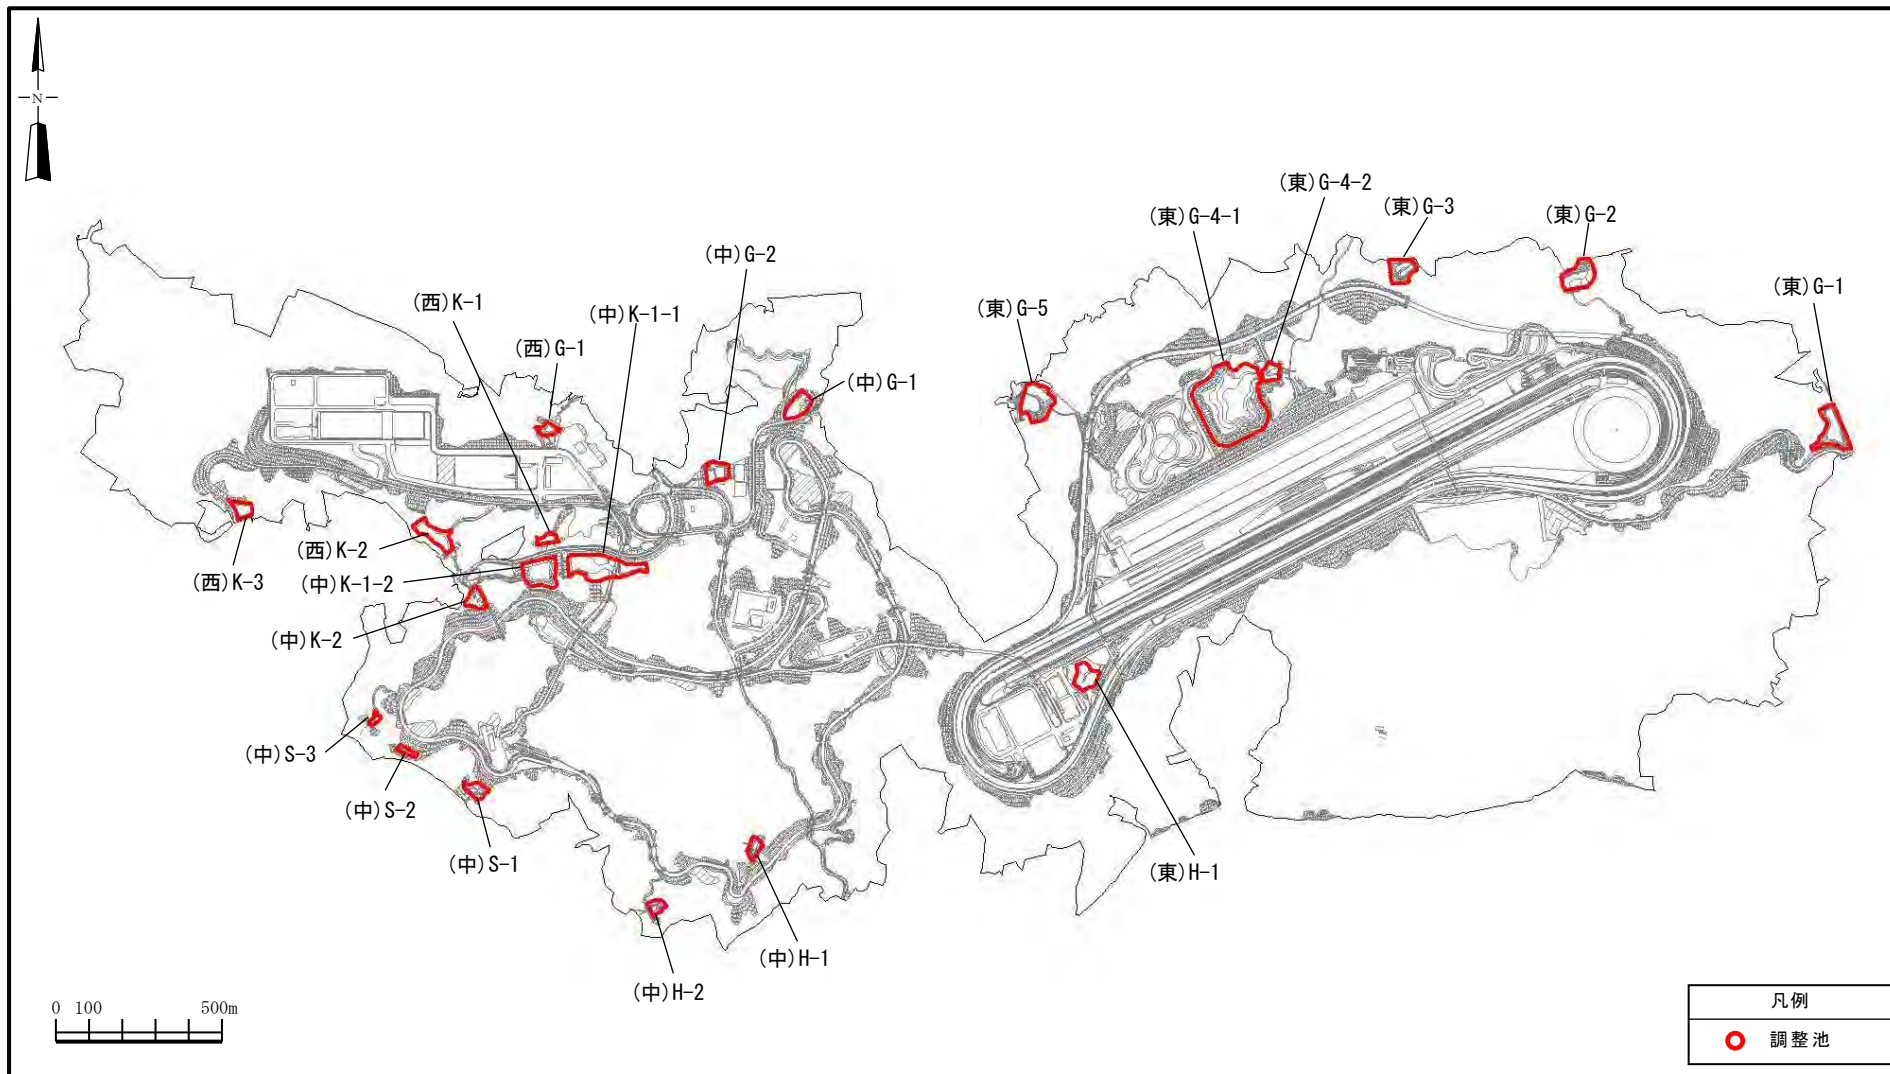 N
(東)G-4-2
(東)G-3
(東)G-2
(東)G-4-1
(中)G-2
(東)G-1
(西)K-1
(中)K-1-1
(東)G-5
(西)G-1
(中)G-1
(西)K-2
(西)K-3
(中)K-1-2
(中)K-2
(中)S-3
(中)S-2
(中)S-1
(東)H-1
(中)H-1
(中)H-2
0 100 500m
凡例
調整池